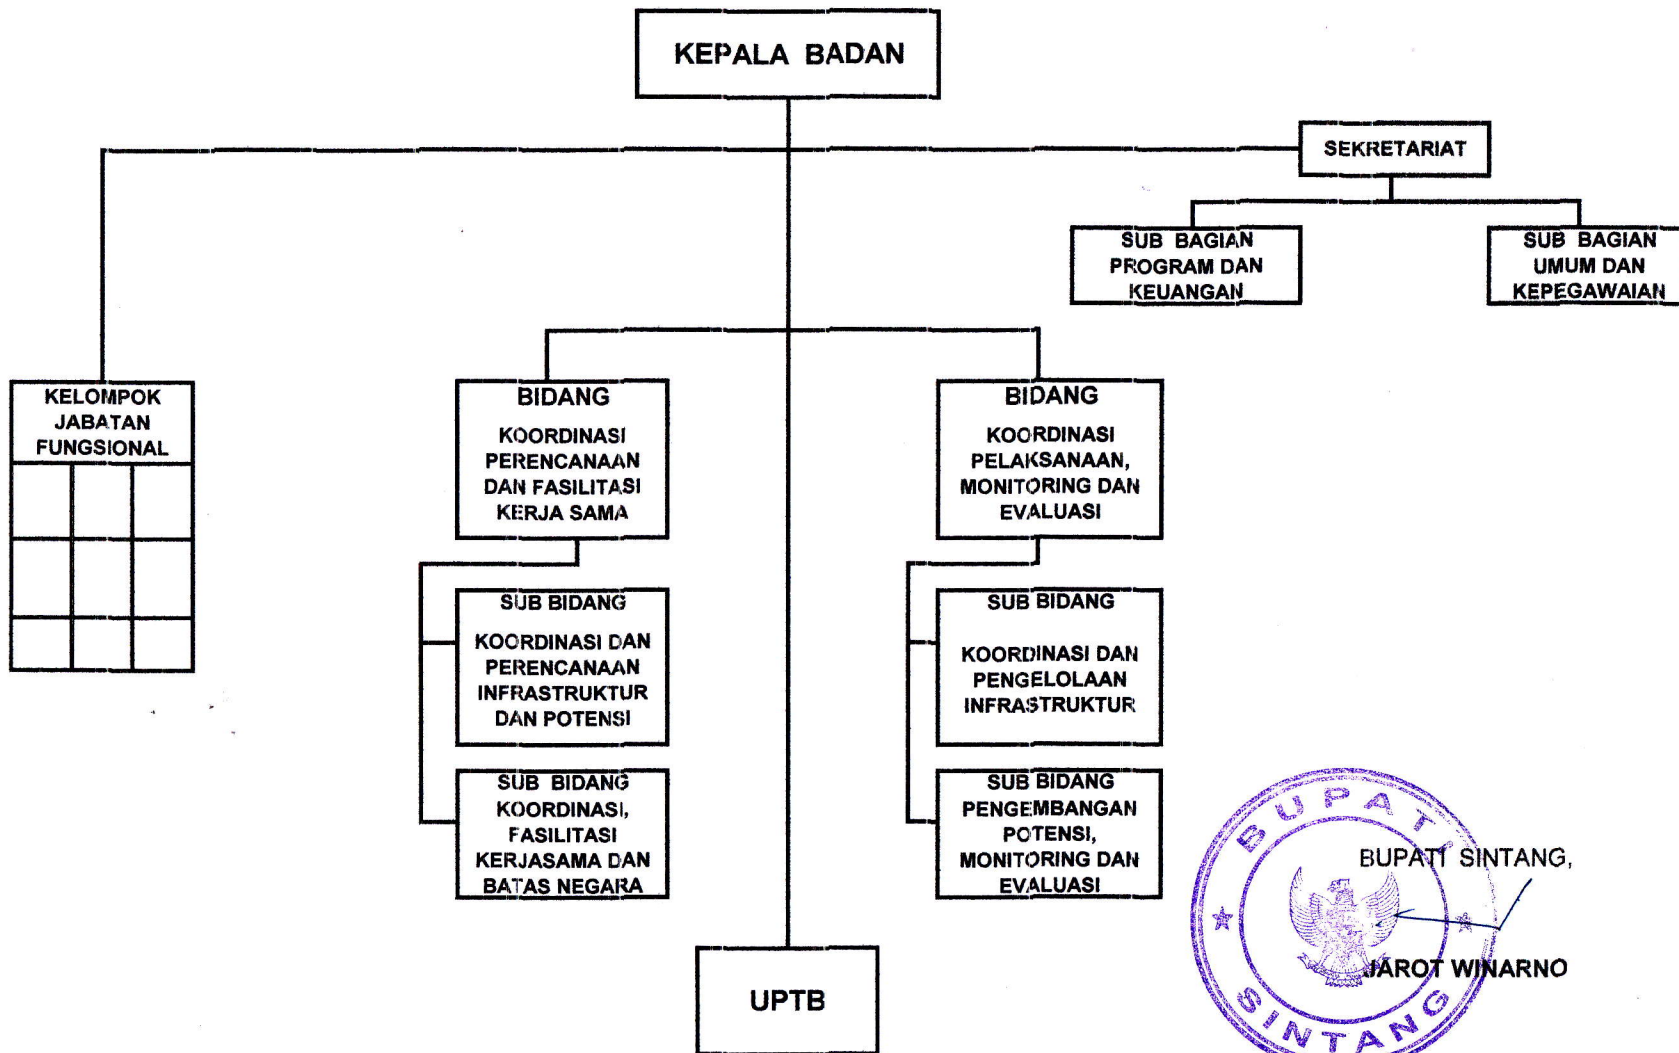 KEPALA BADAN
SEKRETARIAT
SUB BAGIAN
PROGRAM DAN
KEUANGAN
SUB BAGIAN
UMUM DAN
KEPEGAWAIAN
KELOMPOK
JABATAN
FUNGSIONAL
BIDANG
KOORDINASI
PERENCANAAN
DAN FASILITASI
KERJA SAMA
BIDANG
KOORDINASI
PELAKSANAAN,
MONITORING DAN
EVALUASI
SUB BIDANG
KOORDINASI DAN
PERENCANAAN
INFRASTRUKTUR
DAN POTENSI
SUB BIDANG
KOORDINASI DAN
PENGELOLAAN
INFRASTRUKTUR
SUB BIDANG
KOORDINASI,
FASILITASI
KERJASAMA DAN
BATAS NEGARA
SUB BIDANG
PENGEMBANGAN
POTENSI,
MONITORING DAN
EVALUASI
UPTB
BUPATI
BUPATI SINTANG,
JAROT WINARNO
SINTANG